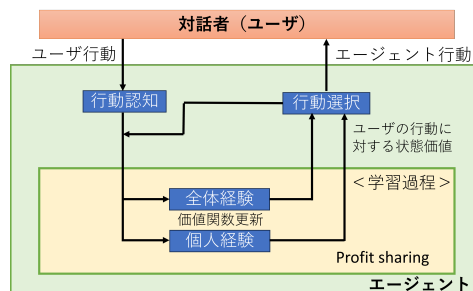 対話者（ユーザ）
ユーザ行動
エージェント行動
行動認知
行動選択
ユーザの行動に
対する状態価値
＜学習過程＞
全体経験
価値関数更新
個人経験
Profit sharing
エージェント